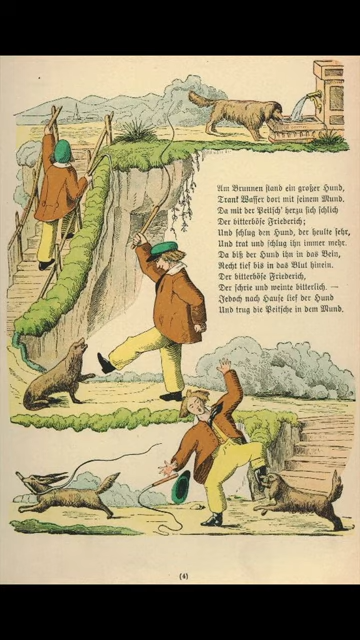 Am Brunnen stand ein großer Hund,
Trank Wasser dort mit seinem Mund.
Da mit der Peitsch' herzu sich schlich
Der bitterböse Friederich;
Und schlug den Hund, der heulte sehr,
Und trat und schlug ihn immer mehr.
Da biß der Hund ihn in das Bein,
Recht tief bis in das Blut hinein.
Der bitterböse Friederich,
Der schrie und weinte bitterlich. —
Jedoch nach Hause lief der Hund
Und trug die Peitsche in dem Mund.
(4)